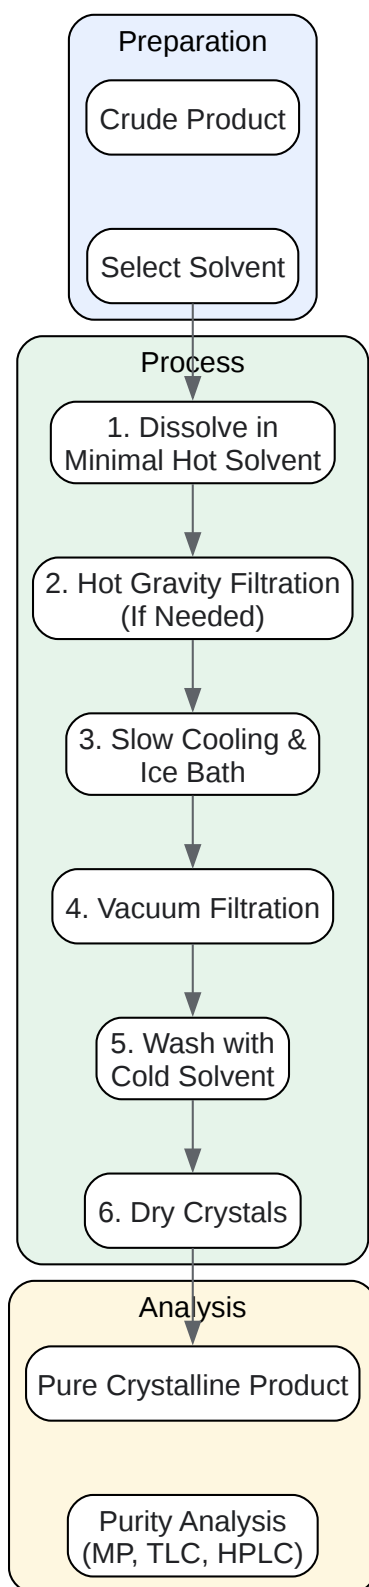 Preparation
Crude Product
Select Solvent
Process
1. Dissolve in
Minimal Hot Solvent
2. Hot Gravity Filtration
(If Needed)
3. Slow Cooling &
Ice Bath
4. Vacuum Filtration
5. Wash with
Cold Solvent
6. Dry Crystals
Analysis
Pure Crystalline Product
Purity Analysis
(MP, TLC, HPLC)